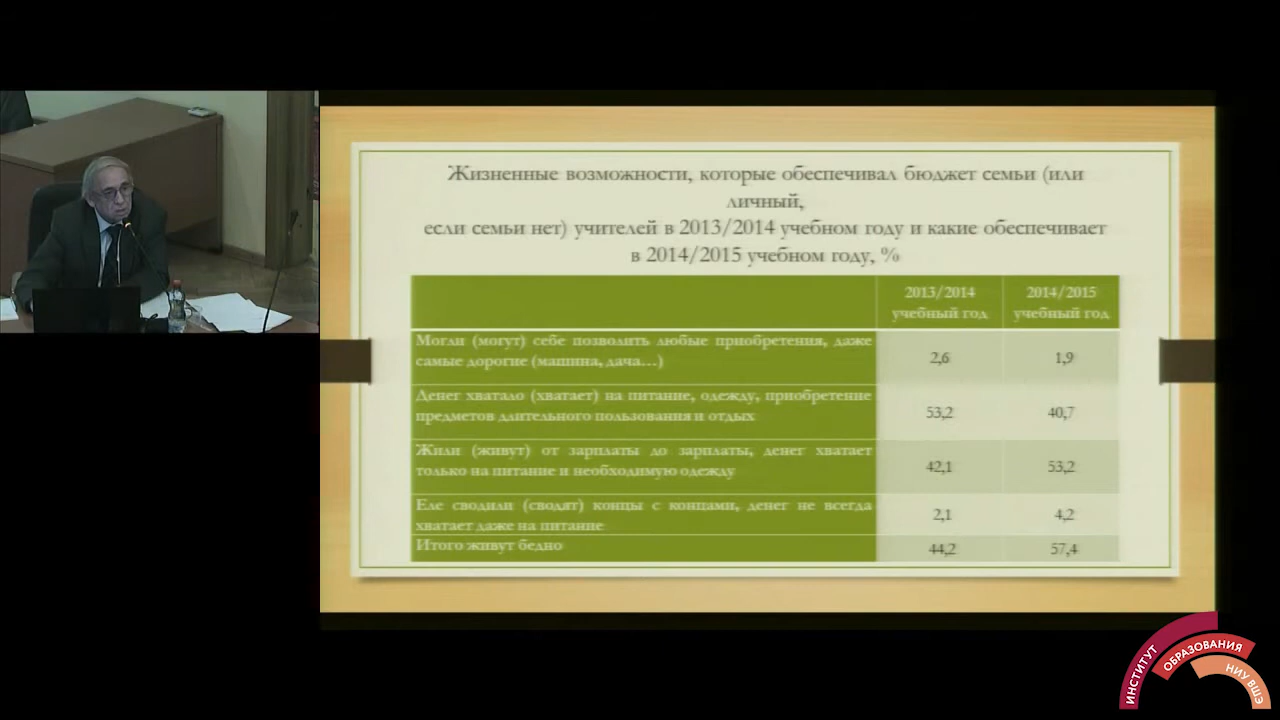 Жизненные возможности, которые обеспечивал бюджет семьи (или
личный,
если семьи нет) учителей в 2013/2014 учебном году и какие обеспечивает
в 2014/2015 учебном году, %
2013/2014
учебный год
2014/2015
учебный год
Могли (могут) себе позволить любые приобретения, даже
самые дорогие (машина, дача...)
2,6
1,9
Денег хватало (хватает) на питание, одежду, приобретение
предметов длительного пользования и отдых
53,2
40,7
Жили (живут) от зарплаты до зарплаты, денег хватает
только на питание и необходимую одежду
42,1
53,2
Еле сводили (сводят) концы с концами, денег не всегда
хватает даже на питание
2,1
4,2
Итого живут бедно
44,2
57,4
ИНСТИТУТ
ОБРАЗОВАНИЯ
НИУ ВШЭ